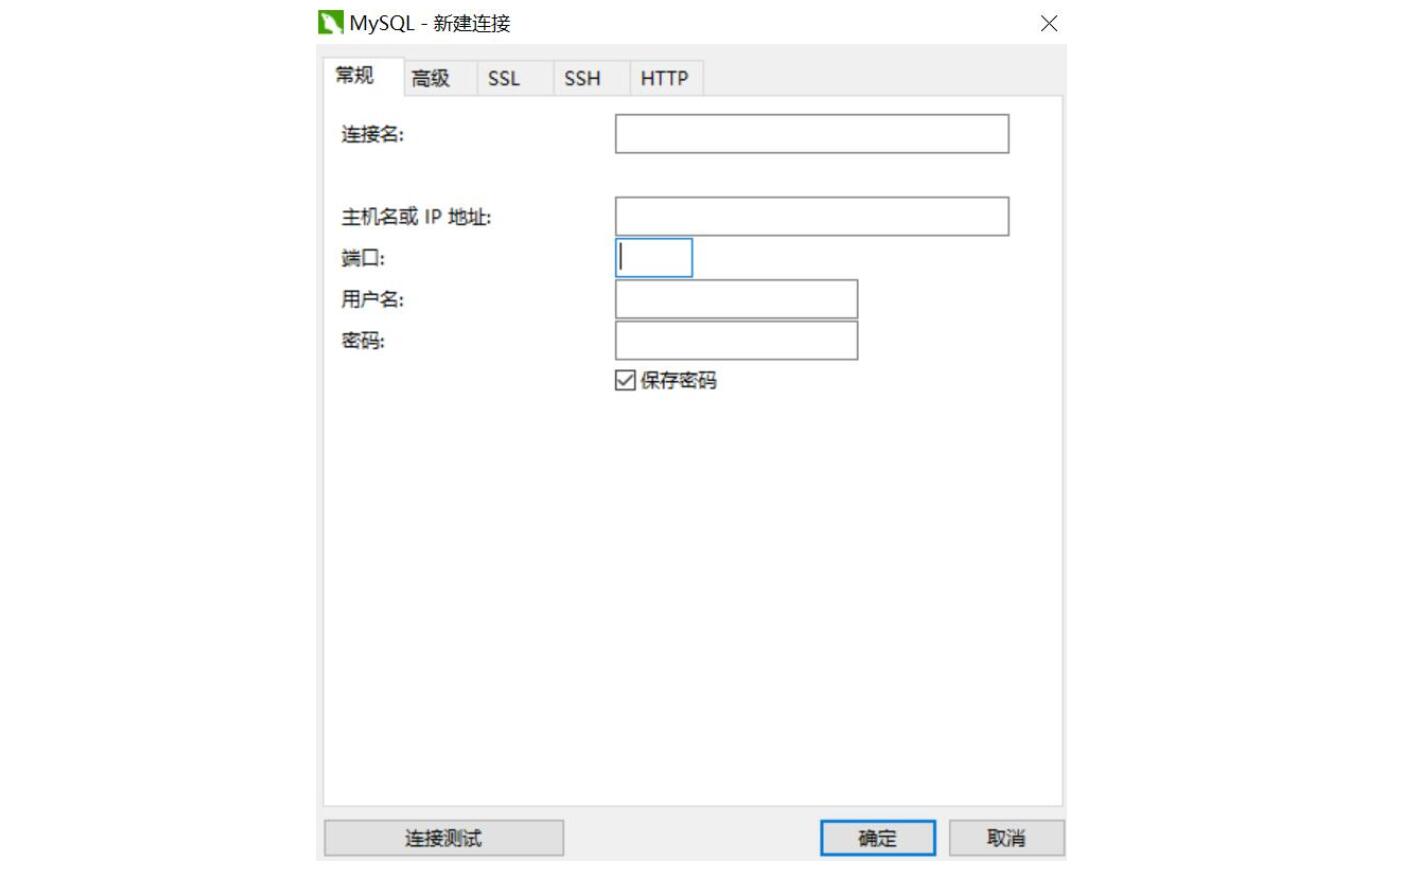 MySQL - 新建连接
常规 高级 SSL SSH HTTP
连接名:
主机名或 IP 地址:
端口:
用户名:
密码:
保存密码
连接测试 确定 取消